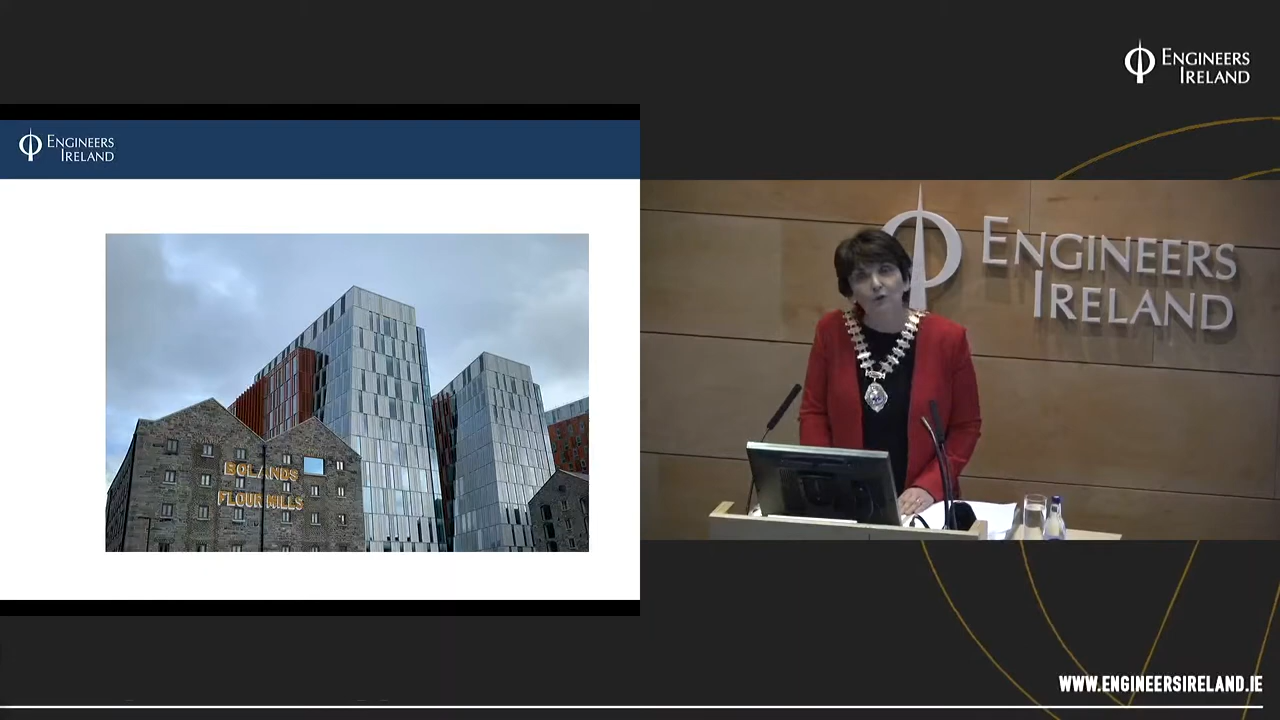 ENGINEERS
IRELAND
ENGINEERS
IRELAND
BOLANDS
FLOUR MILLS
ENGINEERS
IRELAND
WWW.ENGINEERSIRELAND.IE